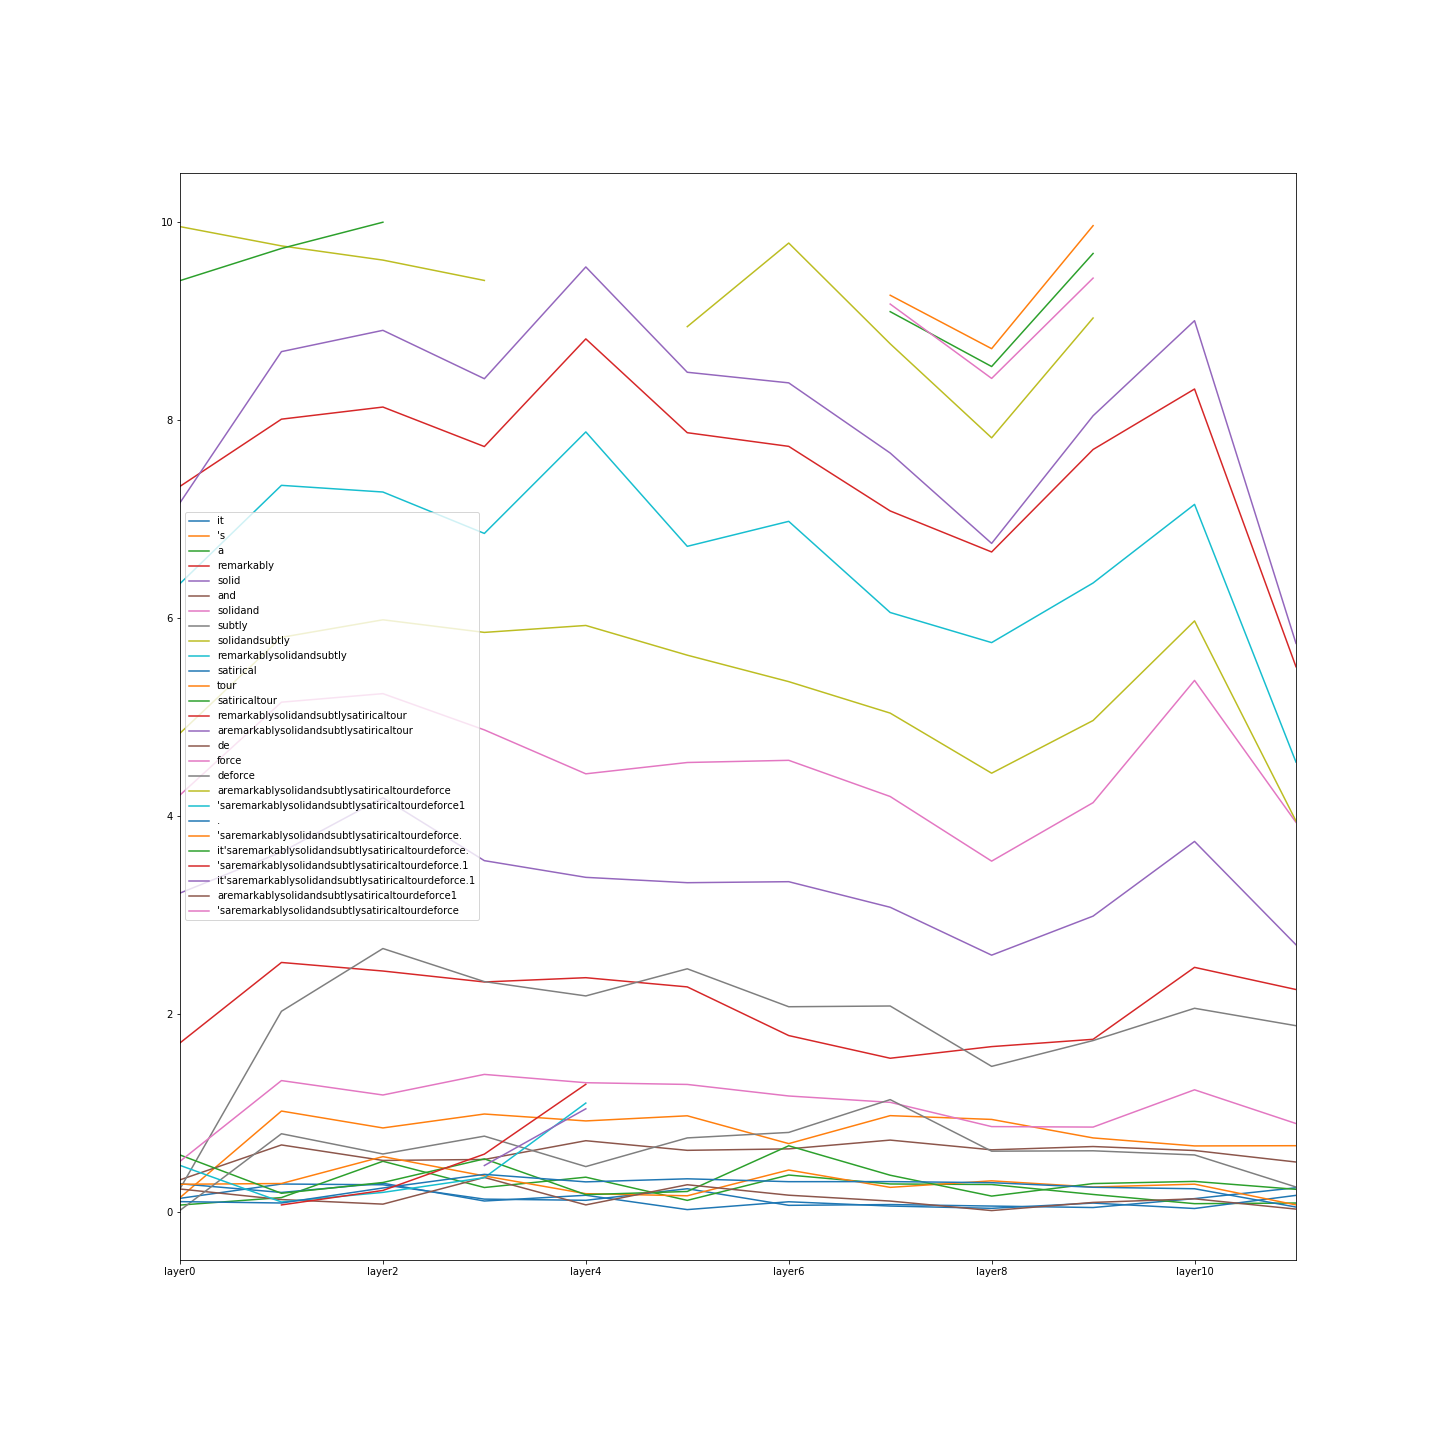 10
8
6
4
2
0
it
's
a
remarkably
solid
and
solidand
subtly
solidandsubtly
remarkablysolidandsubtly
satirical
tour
satiricaltour
remarkablysolidandsubtlysatiricaltour
aremarkablysolidandsubtlysatiricaltour
de
force
deforce
aremarkablysolidandsubtlysatiricaltourdeforce
'saremarkablysolidandsubtlysatiricaltourdeforce1
.
'saremarkablysolidandsubtlysatiricaltourdeforce.
it'saremarkablysolidandsubtlysatiricaltourdeforce.
'saremarkablysolidandsubtlysatiricaltourdeforce.1
it'saremarkablysolidandsubtlysatiricaltourdeforce.1
aremarkablysolidandsubtlysatiricaltourdeforce1
'saremarkablysolidandsubtlysatiricaltourdeforce
layer0 layer2 layer4 layer6 layer8 layer10